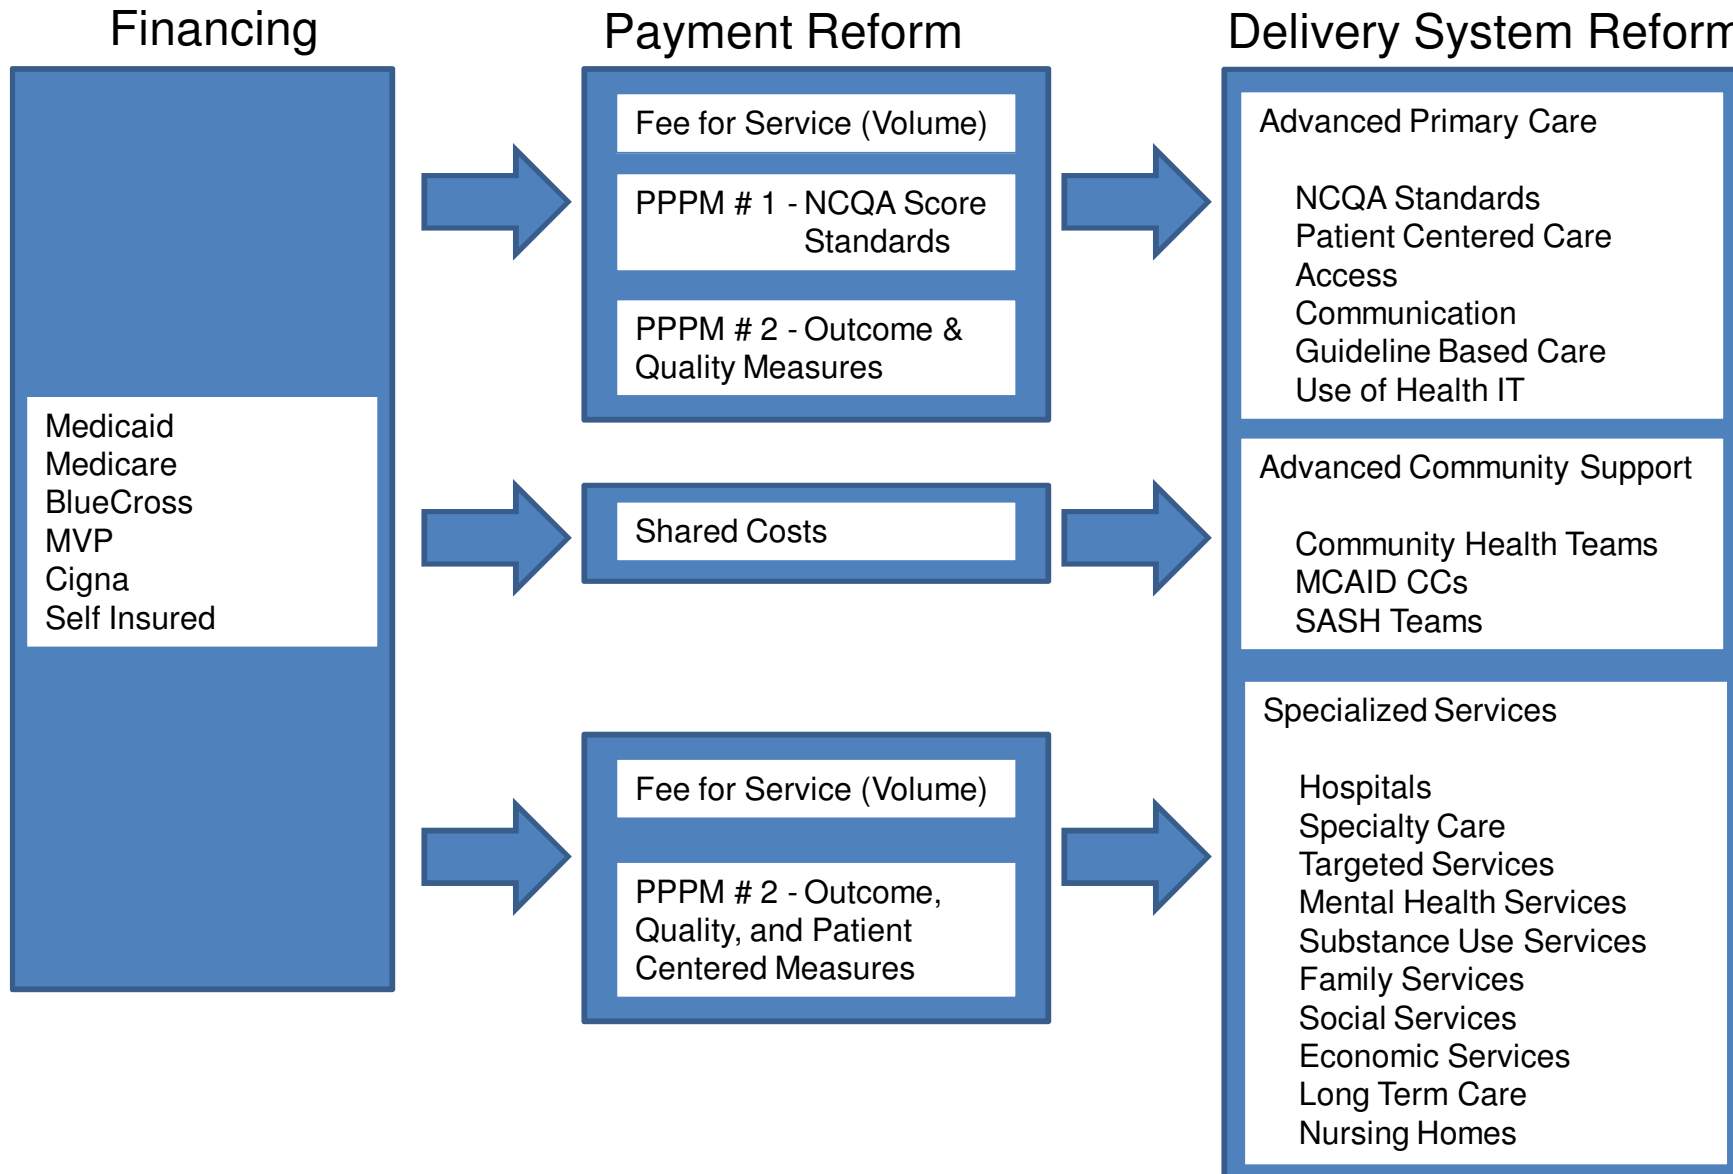 Financing
Payment Reform
Delivery System Reform
Medicaid
Medicare
BlueCross
MVP
Cigna
Self Insured
Fee for Service (Volume)
PPPM # 1 - NCQA Score
Standards
PPPM # 2 - Outcome &
Quality Measures
Shared Costs
Fee for Service (Volume)
PPPM # 2 - Outcome,
Quality, and Patient
Centered Measures
Advanced Primary Care
NCQA Standards
Patient Centered Care
Access
Communication
Guideline Based Care
Use of Health IT
Advanced Community Support
Community Health Teams
MCAID CCs
SASH Teams
Specialized Services
Hospitals
Specialty Care
Targeted Services
Mental Health Services
Substance Use Services
Family Services
Social Services
Economic Services
Long Term Care
Nursing Homes